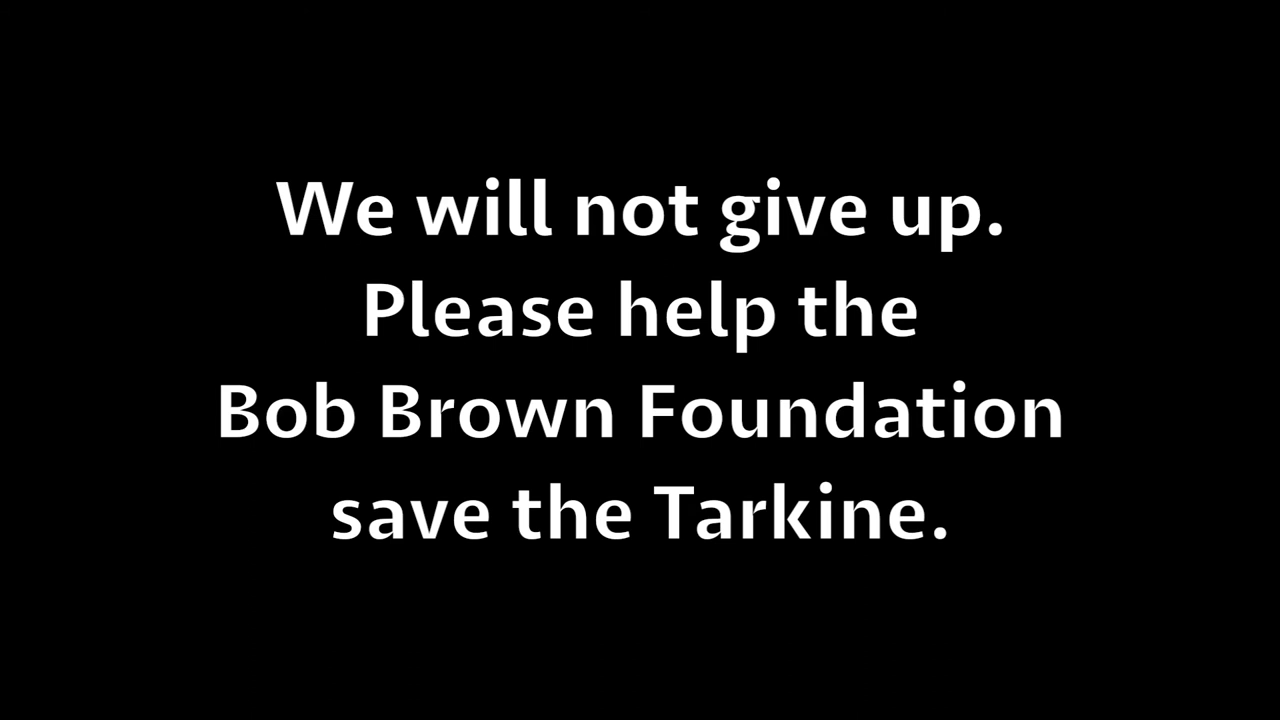 We will not give up.
Please help the
Bob Brown Foundation
save the Tarkine.